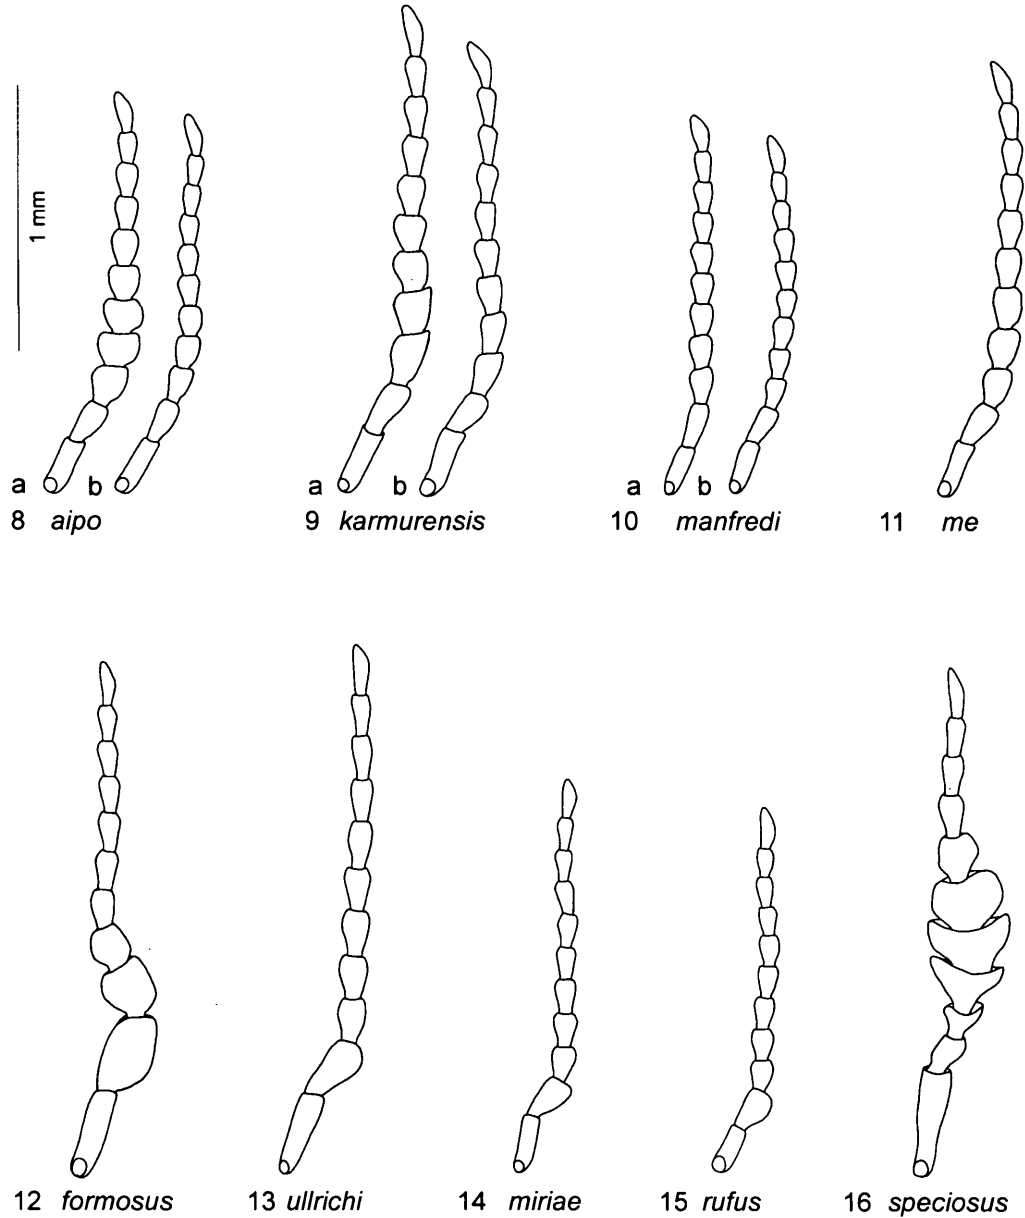 1 mm
a b a b a b
8 aipo 9 karmurensis 10 manfredi 11 me
12 formosus 13 ullrichi 14 miriae 15 rufus 16 speciosus